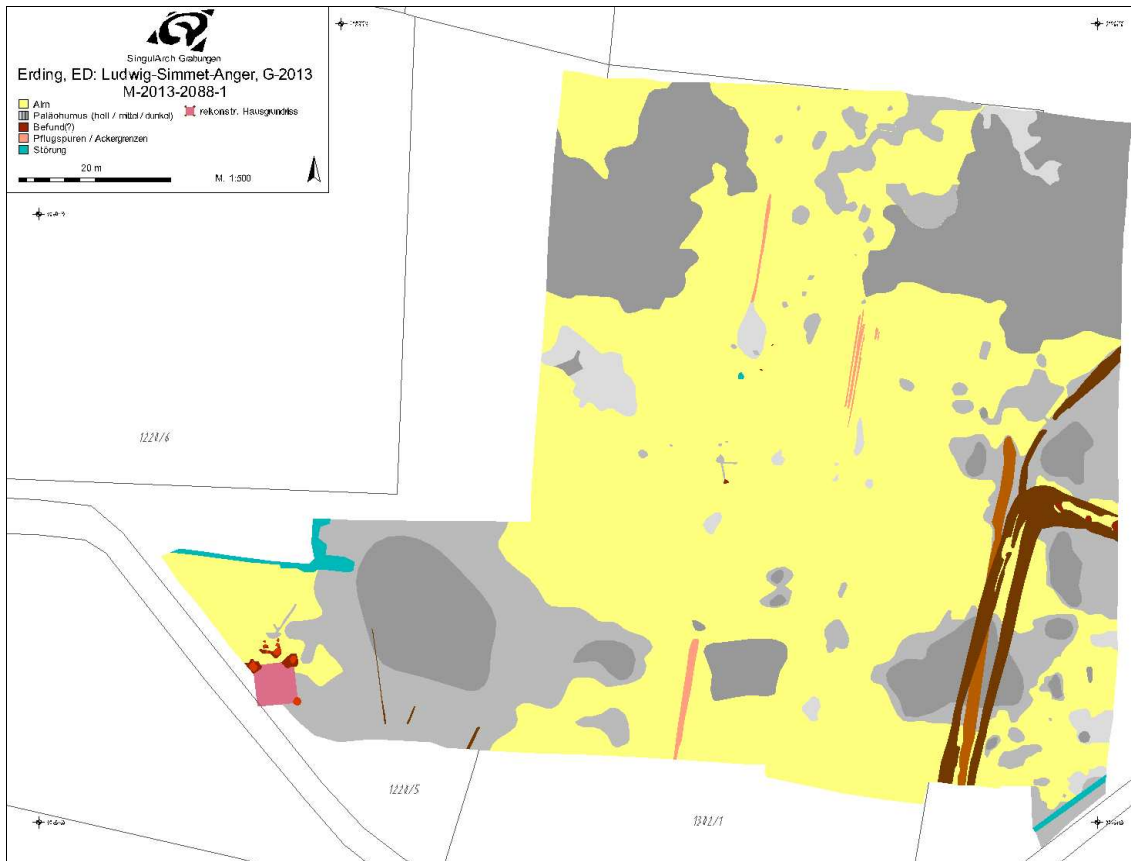 SingulArch Grabungen
Erding, ED: Ludwig-Simmet-Anger, G-2013
M-2013-2088-1
Alm
Paläohumus (hell / mittel / dunkel)
rekonstr. Hausgrundriss
Befund(?)
Pflugspuren / Ackergrenzen
Störung
20 m
M. 1:500
1228/6
1228/5
1302/1